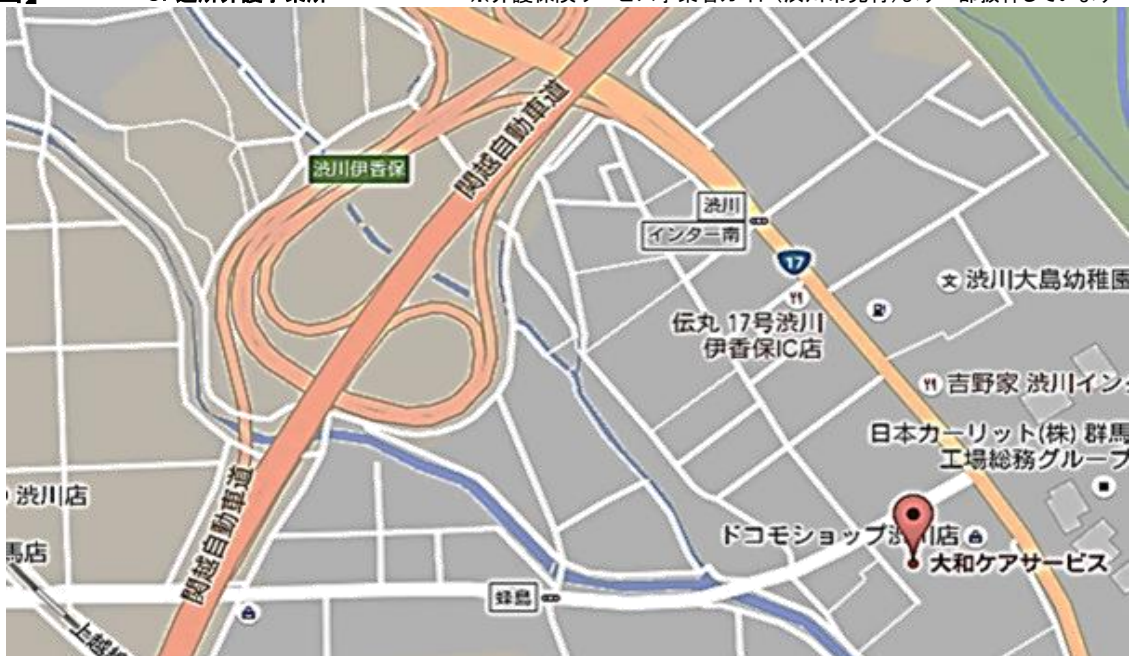 渋川伊香保
関越自動車道
渋川
インター南
17
文 渋川大島幼稚園
伝丸 17号渋川
伊香保IC店
吉野家 渋川イン
日本カーリット(株) 群馬
工場総務グループ
渋川店
馬店
関越自動車道
ドコモショップ渋川店
大和ケアサービス
蜂島
上越線